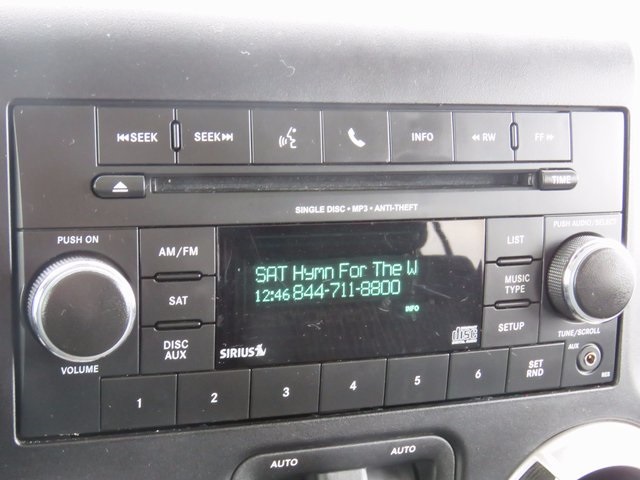 SEEK SEEK INFO RW FF
TIME
SINGLE DISC • MP3 • ANTI-THEFT
PUSH ON
PUSH AUDIO/SELECT
AM/FM
LIST
SAT Hymn For The W
12:46 844-711-8800
INFO
SAT
MUSIC TYPE
DISC AUX
SETUP
SIRIUS
disc
VOLUME
TUNE/SCROLL
AUX
1 2 3 4 5 6 SET RND
AUTO AUTO